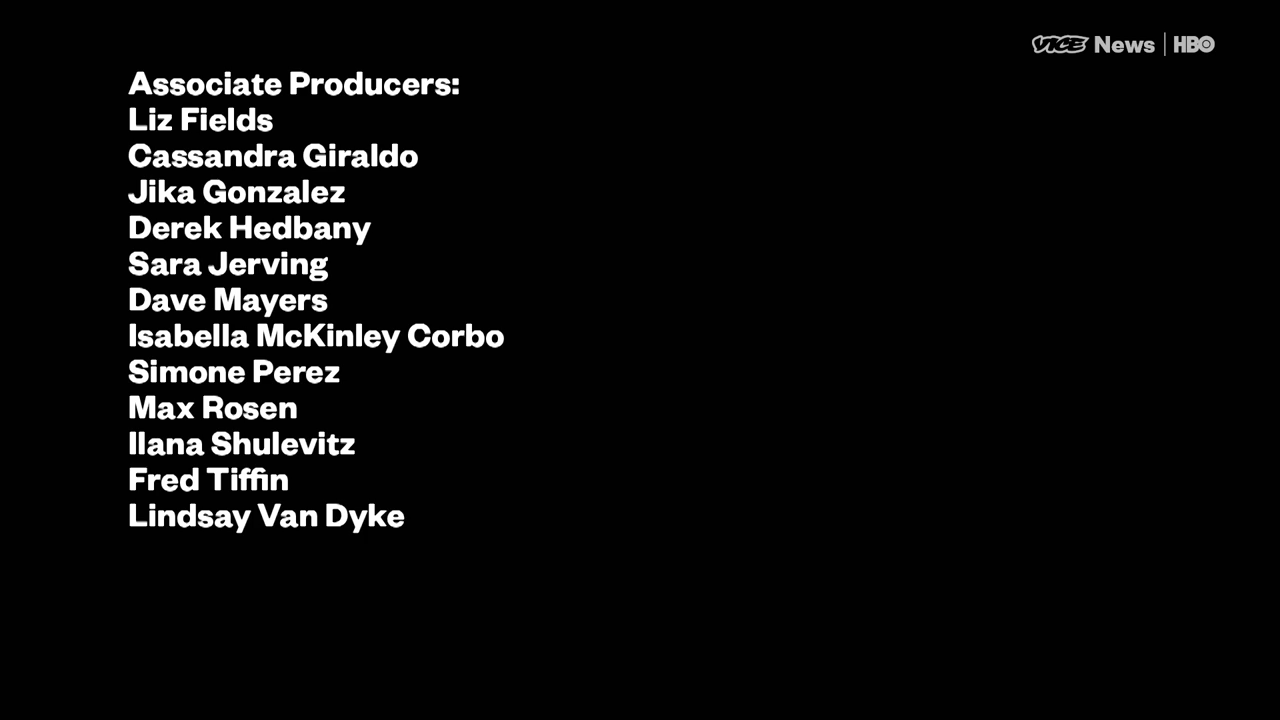 VICE News | HBO
Associate Producers:
Liz Fields
Cassandra Giraldo
Jika Gonzalez
Derek Hedbany
Sara Jerving
Dave Mayers
Isabella McKinley Corbo
Simone Perez
Max Rosen
Ilana Shulevitz
Fred Tiffin
Lindsay Van Dyke